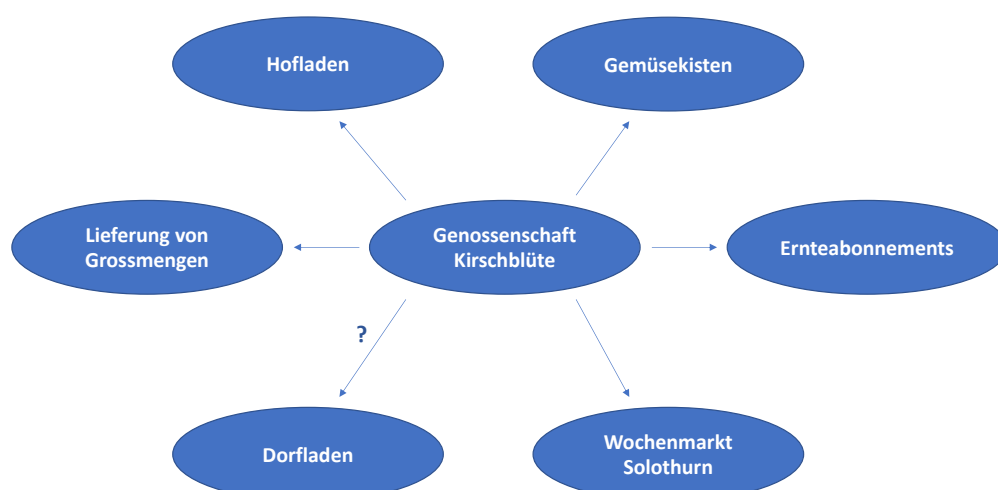 Hofladen
Gemüsekisten
Lieferung von
Grossmengen
Genossenschaft
Kirschblüte
Ernteabonnements
?
Dorfladen
Wochenmarkt
Solothurn